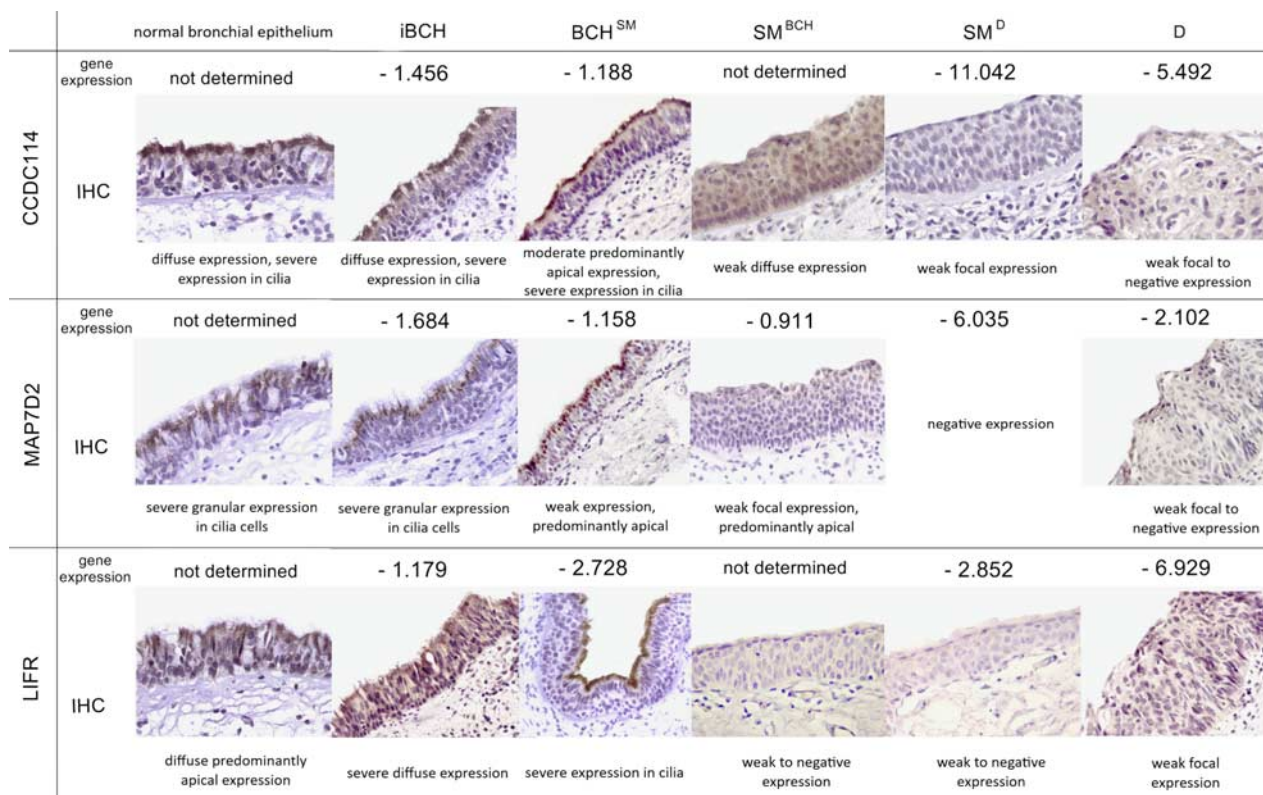 normal bronchial epithelium iBCH BCH SM SM BCH SM D D
CCDC114
gene expression not determined - 1.456 - 1.188 not determined - 11.042 - 5.492
IHC
diffuse expression, severe expression in cilia
diffuse expression, severe expression in cilia
moderate predominantly apical expression, severe expression in cilia
weak diffuse expression
weak focal expression
weak focal to negative expression
MAP7D2
gene expression not determined - 1.684 - 1.158 - 0.911 - 6.035 - 2.102
IHC
negative expression
severe granular expression in cilia cells
severe granular expression in cilia cells
weak expression, predominantly apical
weak focal expression, predominantly apical
weak focal to negative expression
LIFR
gene expression not determined - 1.179 - 2.728 not determined - 2.852 - 6.929
IHC
diffuse predominantly apical expression
severe diffuse expression
severe expression in cilia
weak to negative expression
weak to negative expression
weak focal expression